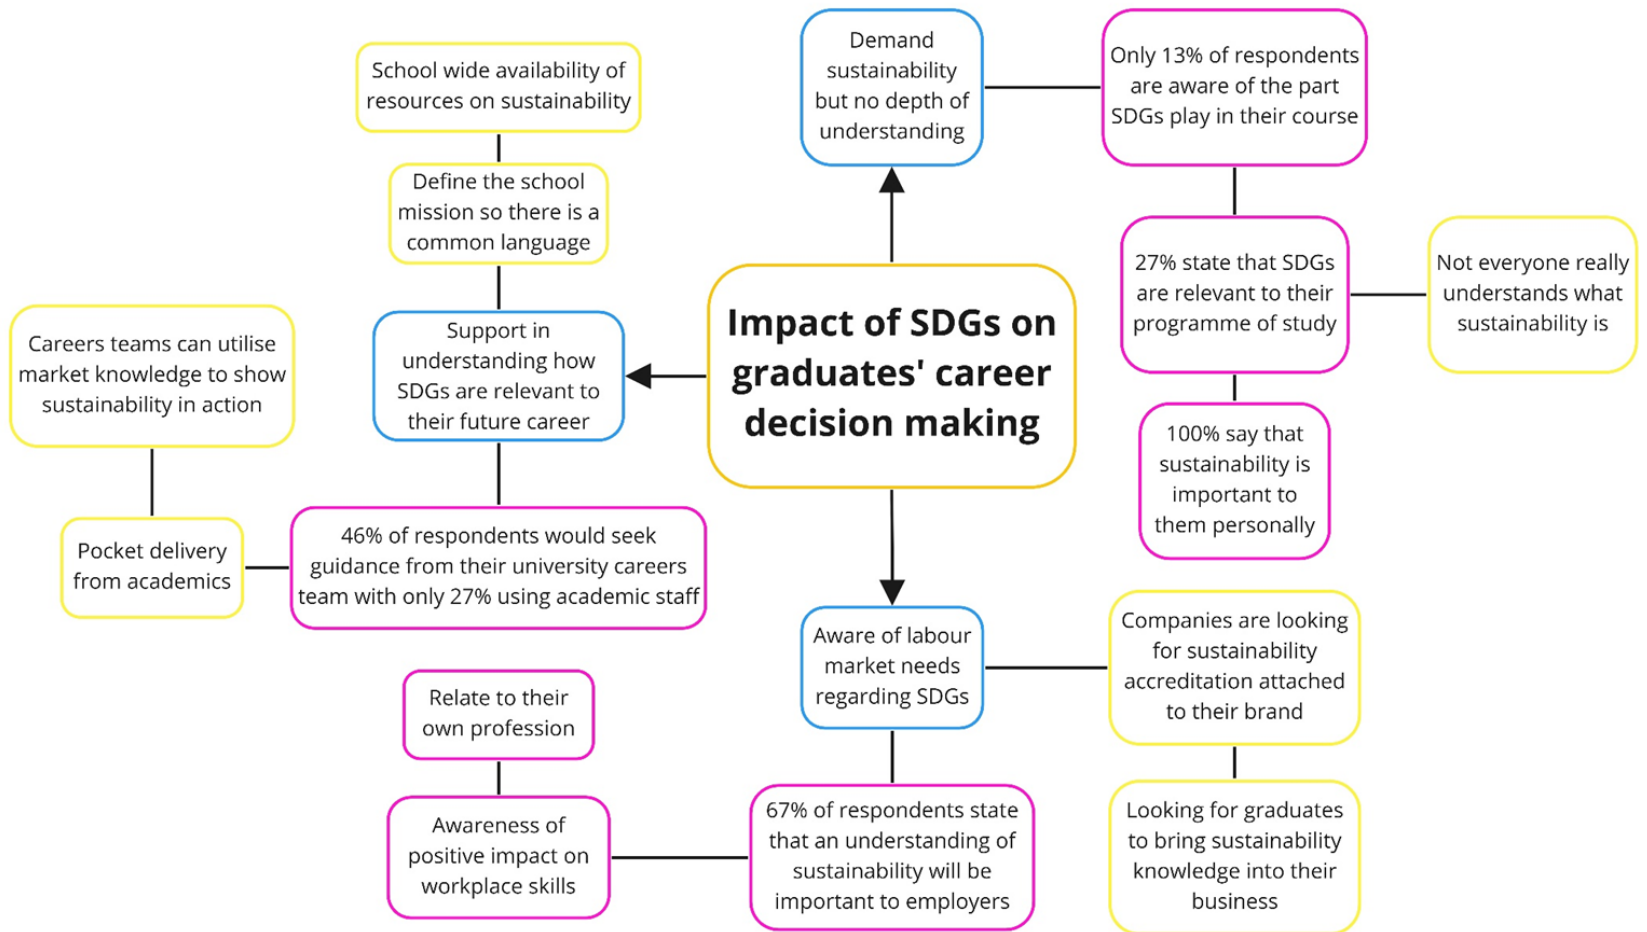 Demand
sustainability
but no depth of
understanding
Only 13% of respondents
are aware of the part
SDGs play in their course
School wide availability of
resources on sustainability
Define the school
mission so there is a
common language
27% state that SDGs
are relevant to their
programme of study
Not everyone really
understands what
sustainability is
Impact of SDGs on
graduates' career
decision making
Support in
understanding how
SDGs are relevant to
their future career
Careers teams can utilise
market knowledge to show
sustainability in action
100% say that
sustainability is
important to
them personally
Pocket delivery
from academics
46% of respondents would seek
guidance from their university careers
team with only 27% using academic staff
Aware of labour
market needs
regarding SDGs
Companies are looking
for sustainability
accreditation attached
to their brand
Relate to their
own profession
Awareness of
positive impact on
workplace skills
67% of respondents state
that an understanding of
sustainability will be
important to employers
Looking for graduates
to bring sustainability
knowledge into their
business